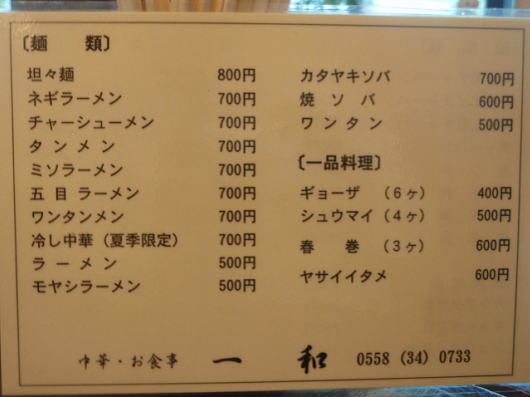 〔麺　類〕
坦々麺 800円
ネギラーメン 700円
チャーシューメン 700円
タンメン 700円
ミソラーメン 700円
五目ラーメン 700円
ワンタンメン 700円
冷し中華（夏季限定） 700円
ラーメン 500円
モヤシラーメン 500円
カタヤキソバ 700円
焼ソバ 600円
ワンタン 500円
〔一品料理〕
ギョーザ（6ヶ） 400円
シュウマイ（4ヶ） 500円
春巻（3ヶ） 600円
ヤサイイタメ 600円
中華・お食事 一和 0558 (34) 0733